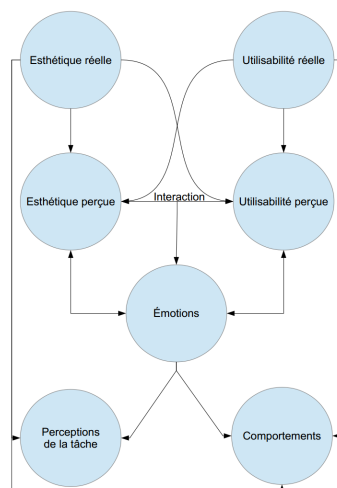 Esthétique réelle
Utilisabilité réelle
Interaction
Esthétique perçue
Utilisabilité perçue
Émotions
Perceptions
de la tâche
Comportements